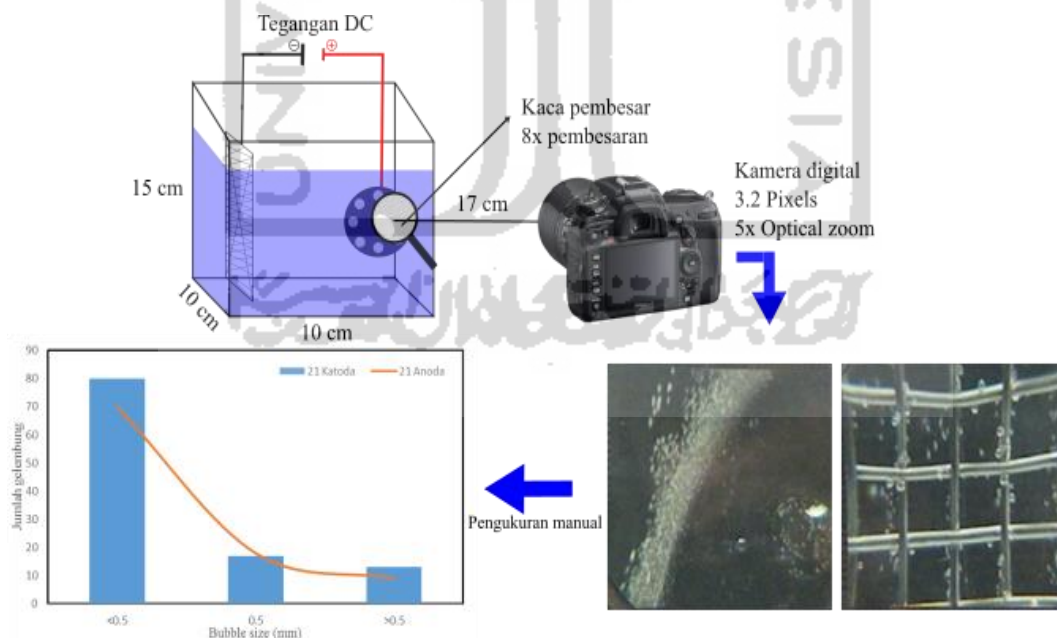 Tegangan DC
Kaca pembesar
8x pembesaran
15 cm
17 cm
Kamera digital
3.2 Pixels
5x Optical zoom
10 cm
10 cm
90
80
70
60
50
40
30
20
10
0
21 Katoda
21 Anoda
Jumlah gelembung
<0.5
0.5
>0.5
Bubble size (mm)
Pengukuran manual